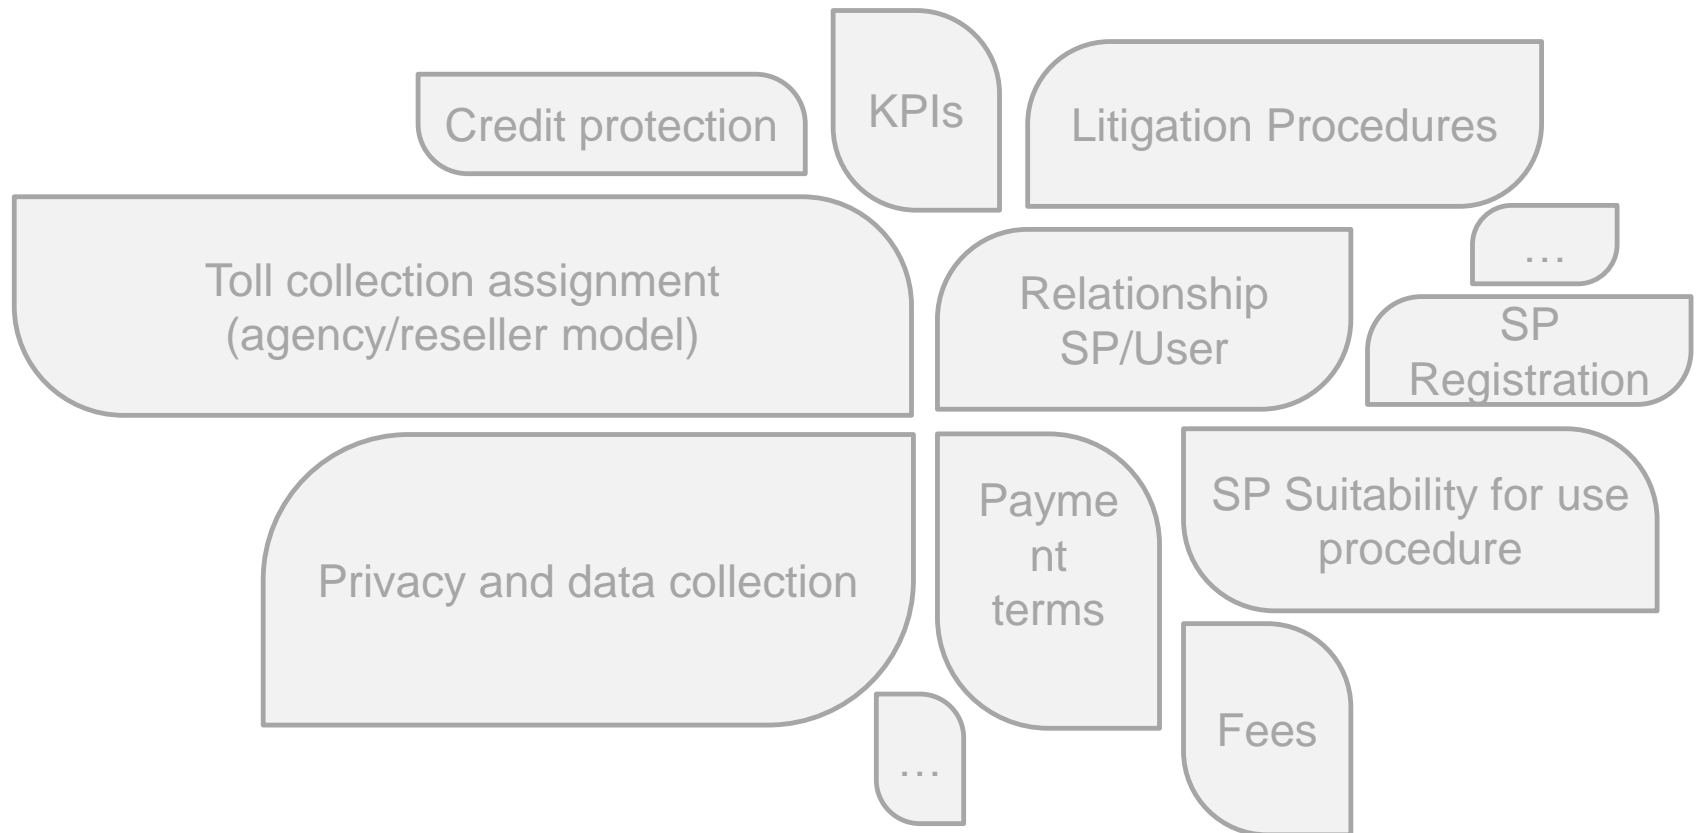 KPIs
Credit protection
Litigation Procedures
Toll collection assignment
(agency/reseller model)
Relationship
SP/User
…
SP
Registration
Privacy and data collection
Payme
nt
terms
SP Suitability for use
procedure
…
Fees